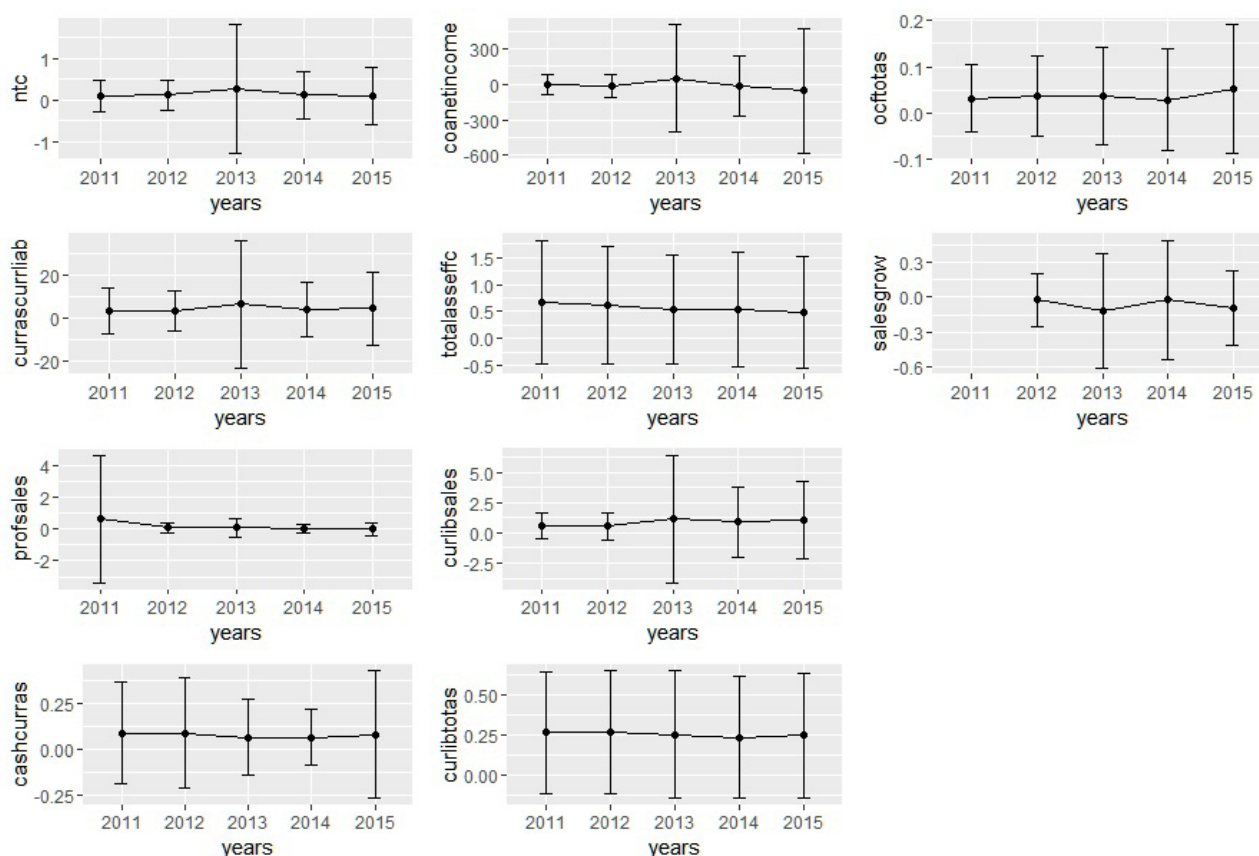 ntc
1
0
-1
2011 2012 2013 2014 2015
years
coanetincome
300
0
-300
-600
2011 2012 2013 2014 2015
years
ocftotas
0.2
0.1
0.0
-0.1
2011 2012 2013 2014 2015
years
currascurrliab
20
0
-20
2011 2012 2013 2014 2015
years
totalasseffc
1.5
1.0
0.5
0.0
-0.5
2011 2012 2013 2014 2015
years
salesgrow
0.3
0.0
-0.3
-0.6
2011 2012 2013 2014 2015
years
profsales
4
2
0
-2
2011 2012 2013 2014 2015
years
curlibsales
5.0
2.5
0.0
-2.5
2011 2012 2013 2014 2015
years
cashcurras
0.25
0.00
-0.25
2011 2012 2013 2014 2015
years
curlibtotas
0.50
0.25
0.00
2011 2012 2013 2014 2015
years